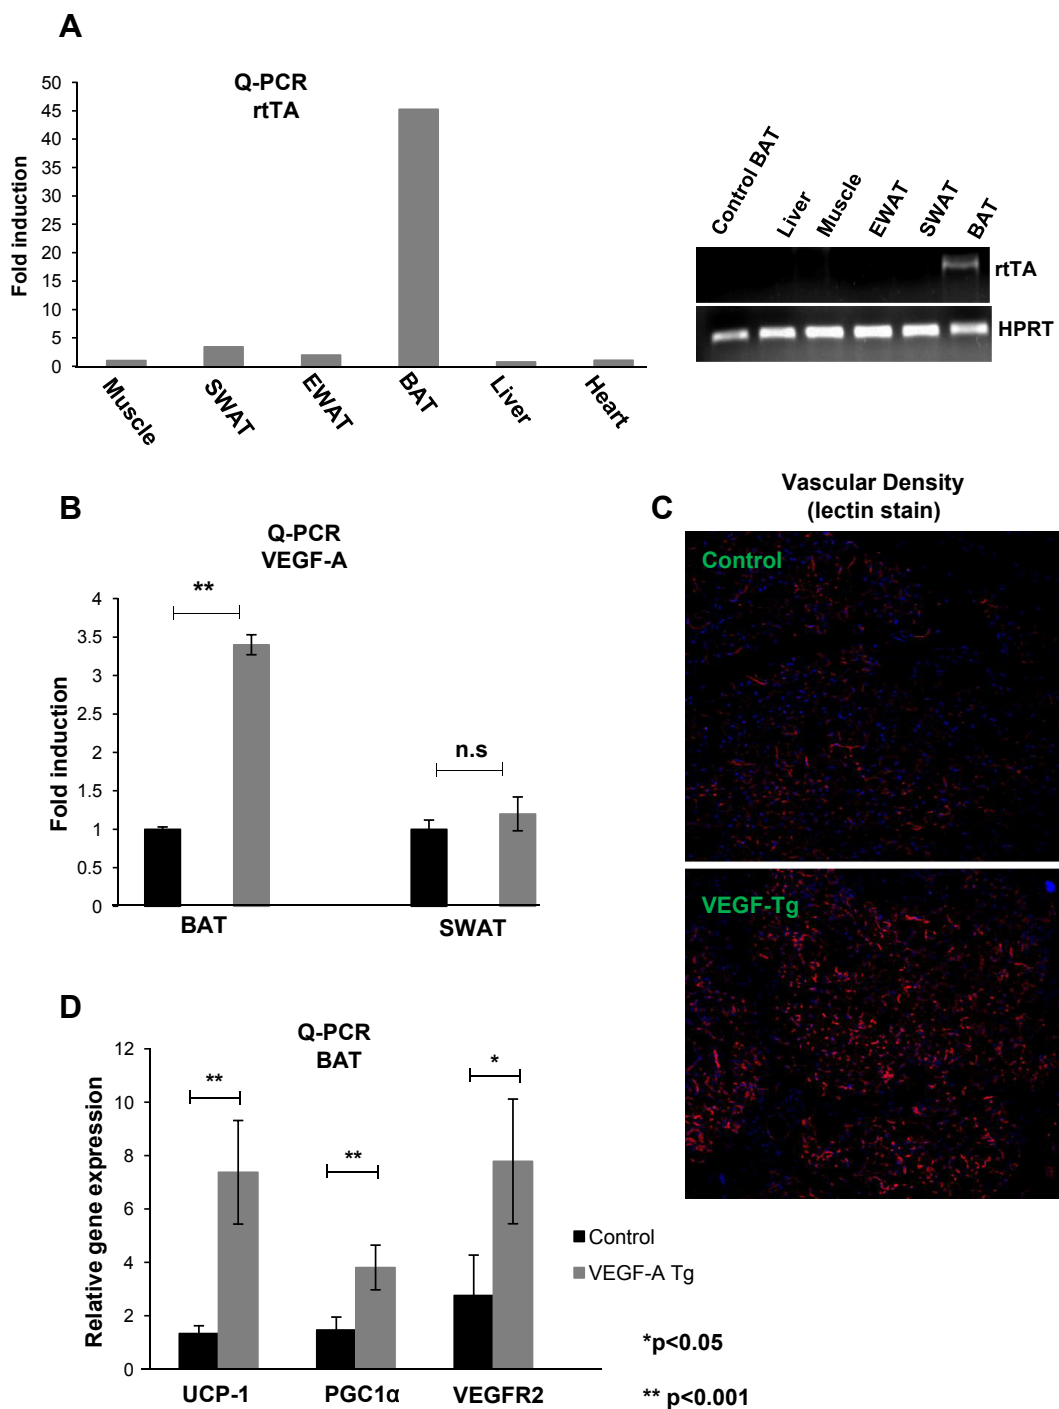 A
Q-PCR
rtTA
Fold induction
50
45
40
35
30
25
20
15
10
5
0
Muscle
SWAT
EWAT
BAT
Liver
Heart
Control BAT
Liver
Muscle
EWAT
SWAT
BAT
rtTA
HPRT
B
Q-PCR
VEGF-A
Fold induction
4
3.5
3
2.5
2
1.5
1
0.5
0
**
n.s
BAT
SWAT
C
Vascular Density
(lectin stain)
Control
VEGF-Tg
D
Q-PCR
BAT
Relative gene expression
12
10
8
6
4
2
0
**
**
*
UCP-1
PGC1α
VEGFR2
Control
VEGF-A Tg
*p<0.05
** p<0.001